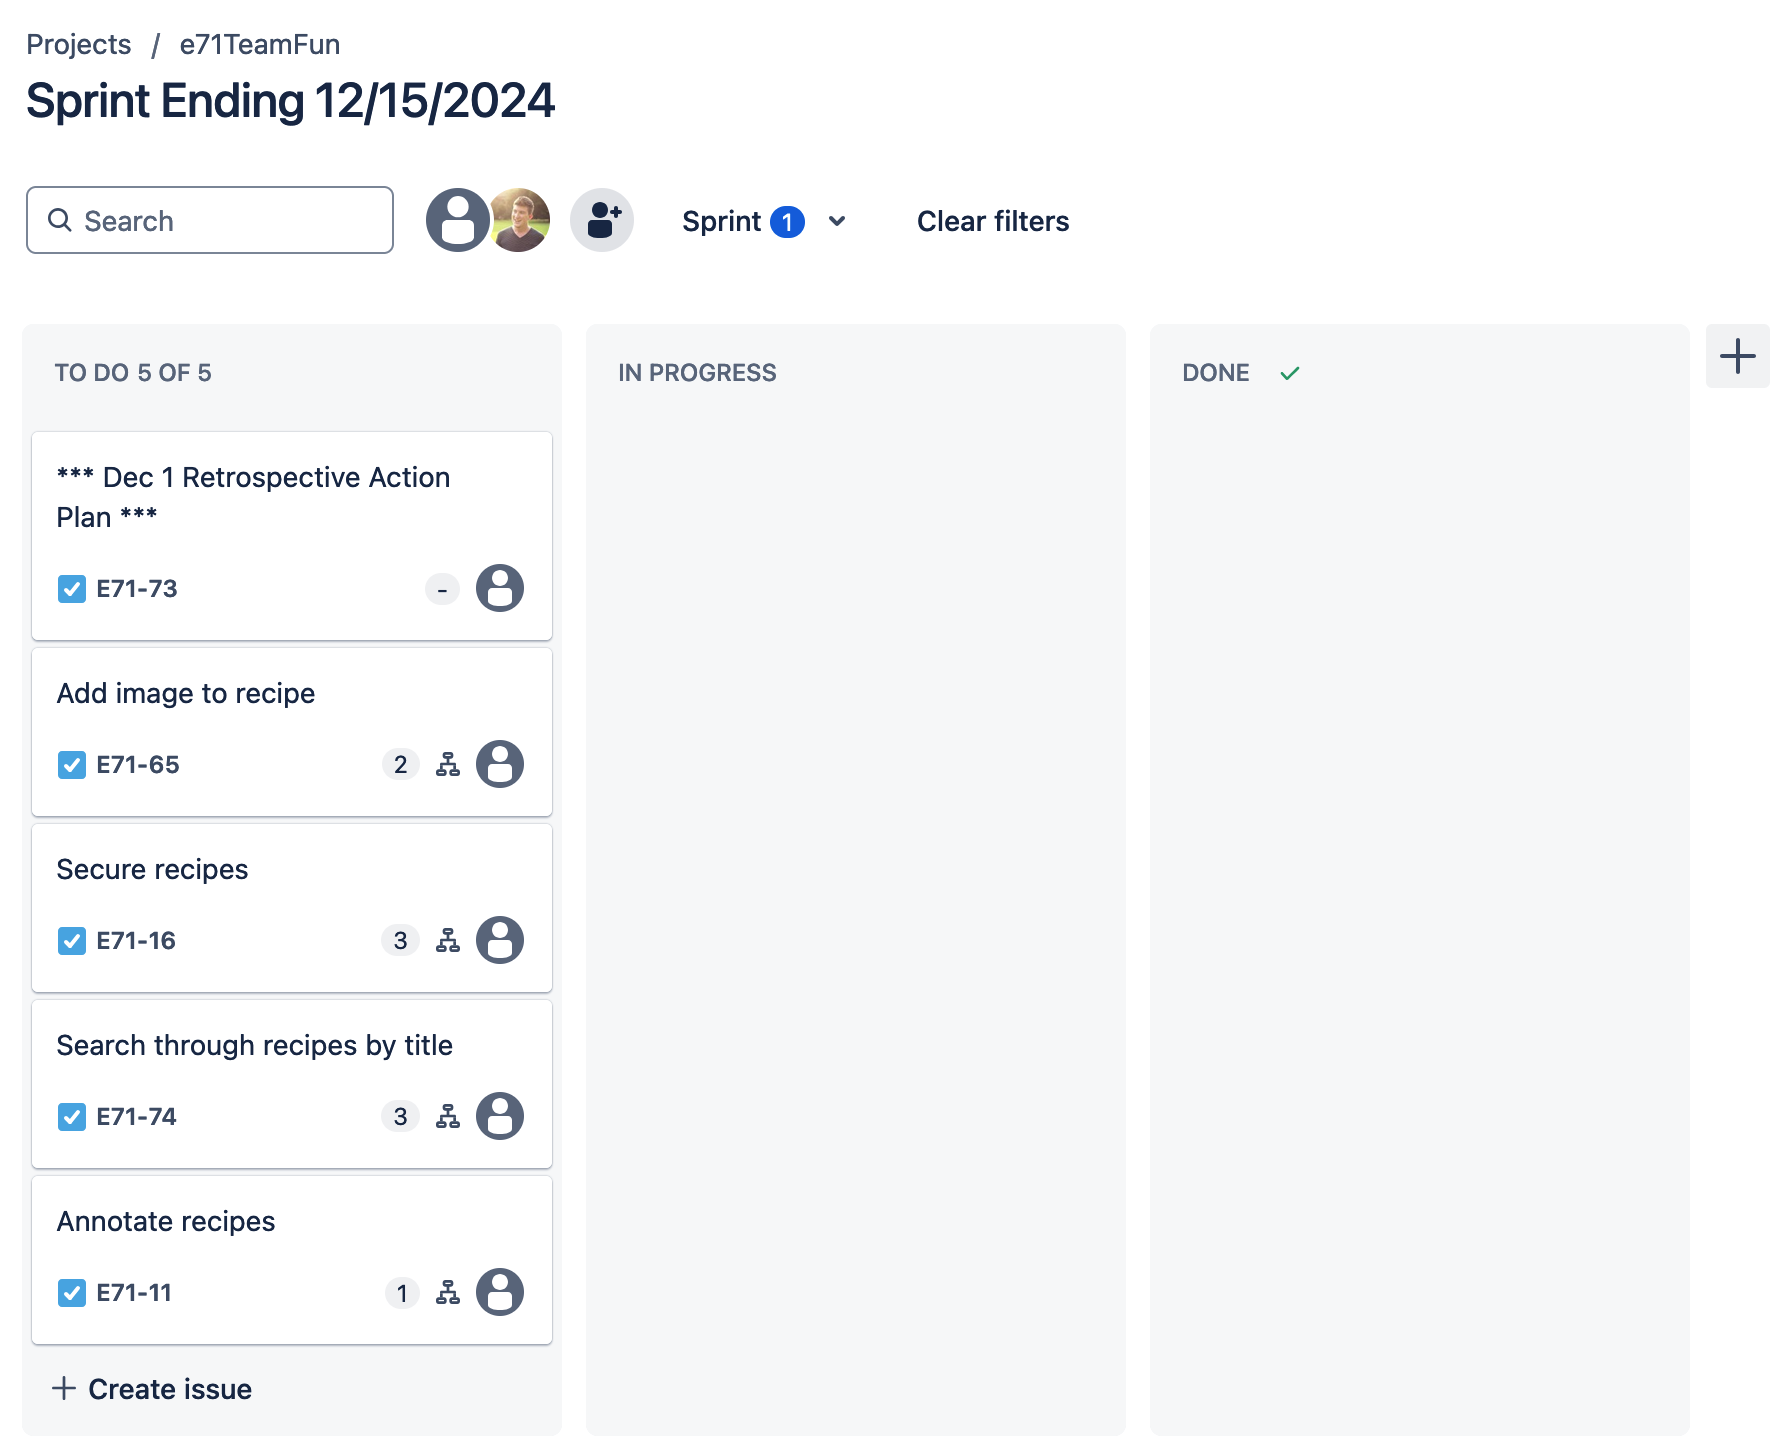 Projects / e71TeamFun
Sprint Ending 12/15/2024
Search
Sprint 1
Clear filters
TO DO 5 OF 5
*** Dec 1 Retrospective Action
Plan ***
E71-73
-
Add image to recipe
E71-65
2
Secure recipes
E71-16
3
Search through recipes by title
E71-74
3
Annotate recipes
E71-11
1
+ Create issue
IN PROGRESS
DONE